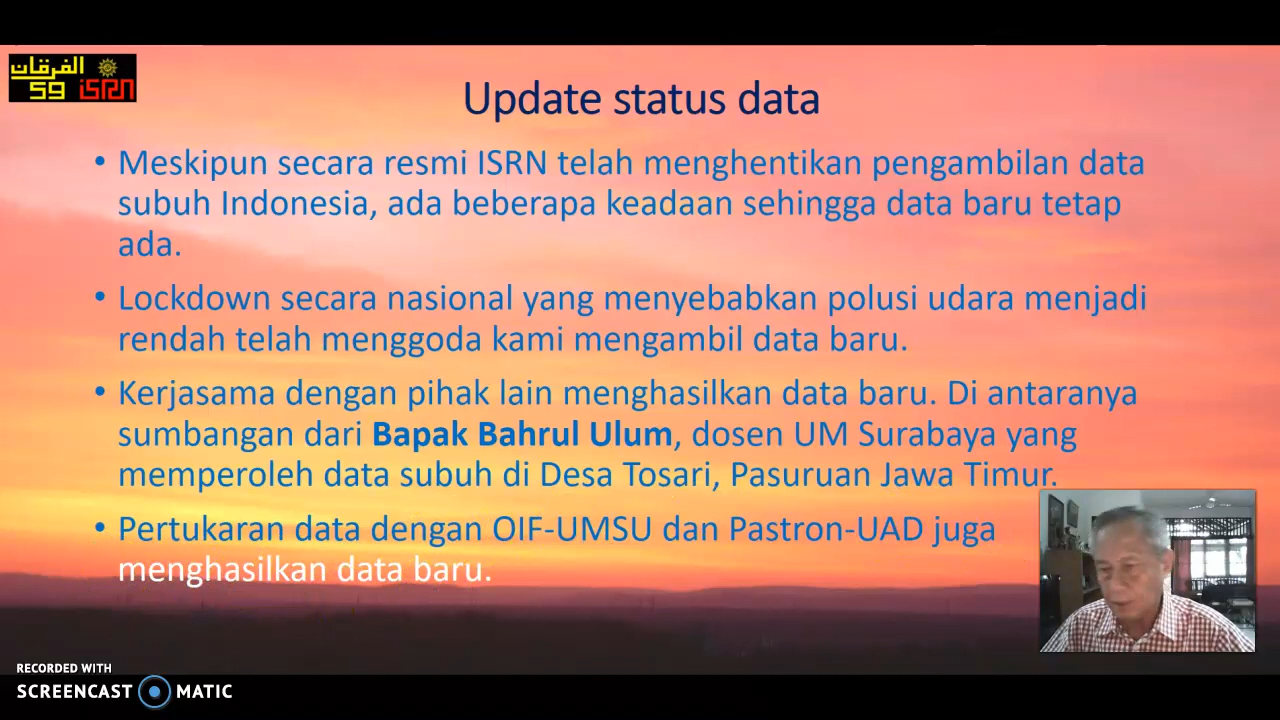 الفرقان
59 ISRN
Update status data
• Meskipun secara resmi ISRN telah menghentikan pengambilan data
subuh Indonesia, ada beberapa keadaan sehingga data baru tetap
ada.
• Lockdown secara nasional yang menyebabkan polusi udara menjadi
rendah telah menggoda kami mengambil data baru.
• Kerjasama dengan pihak lain menghasilkan data baru. Di antaranya
sumbangan dari Bapak Bahrul Ulum, dosen UM Surabaya yang
memperoleh data subuh di Desa Tosari, Pasuruan Jawa Timur.
• Pertukaran data dengan OIF-UMSU dan Pastron-UAD juga
menghasilkan data baru.
RECORDED WITH
SCREENCAST MATIC